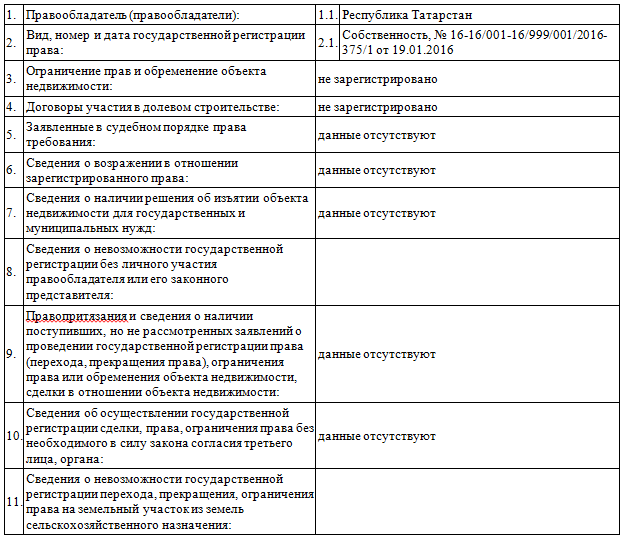 1. Правообладатель (правообладатели): 1.1. Республика Татарстан
2. Вид, номер и дата государственной регистрации
права: 2.1. Собственность, № 16-16/001-16/999/001/2016-
375/1 от 19.01.2016
3. Ограничение прав и обременение объекта
недвижимости: не зарегистрировано
4. Договоры участия в долевом строительстве: не зарегистрировано
5. Заявленные в судебном порядке права
требования: данные отсутствуют
6. Сведения о возражении в отношении
зарегистрированного права: данные отсутствуют
7. Сведения о наличии решения об изъятии объекта
недвижимости для государственных и
муниципальных нужд: данные отсутствуют
8. Сведения о невозможности государственной
регистрации без личного участия
правообладателя или его законного
представителя:
9. Правопритязания и сведения о наличии
поступивших, но не рассмотренных заявлений о
проведении государственной регистрации права
(перехода, прекращения права), ограничения
права или обременения объекта недвижимости,
сделки в отношении объекта недвижимости: данные отсутствуют
10. Сведения об осуществлении государственной
регистрации сделки, права, ограничения права без
необходимого в силу закона согласия третьего
лица, органа: данные отсутствуют
11. Сведения о невозможности государственной
регистрации перехода, прекращения, ограничения
права на земельный участок из земель
сельскохозяйственного назначения: